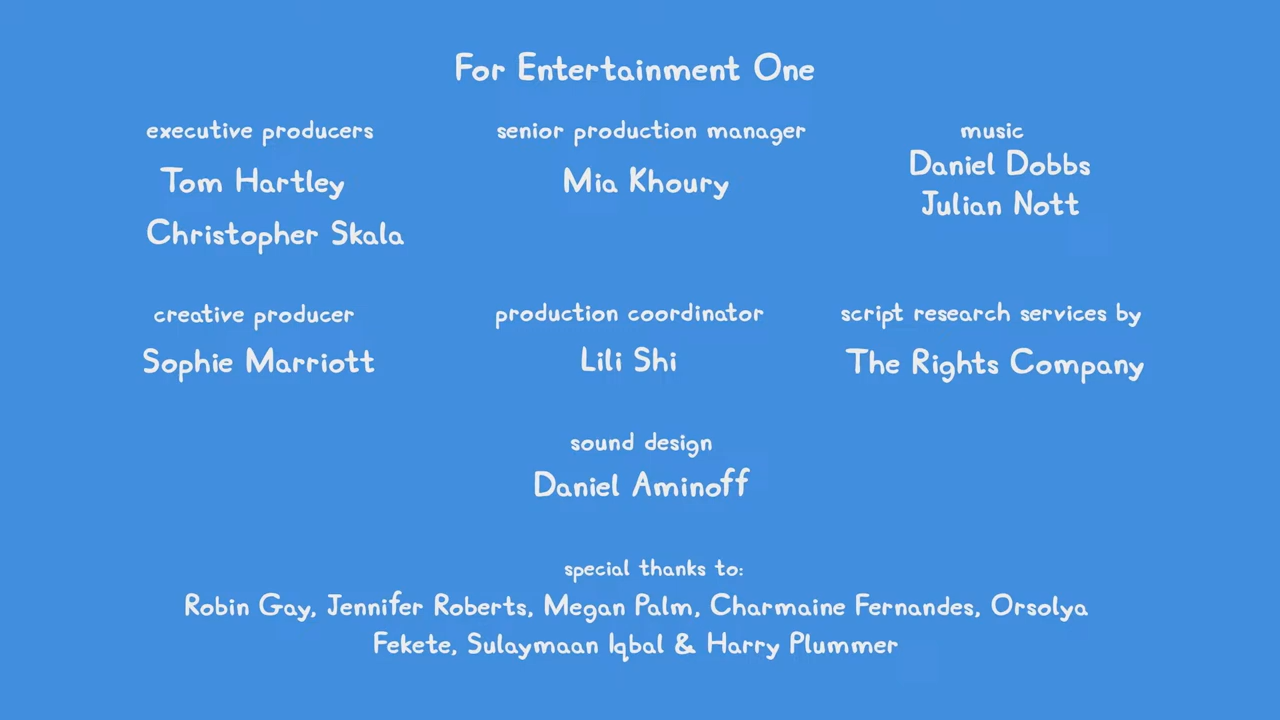 For Entertainment One
executive producers
Tom Hartley
Christopher Skala
senior production manager
Mia Khoury
music
Daniel Dobbs
Julian Nott
creative producer
Sophie Marriott
production coordinator
Lili Shi
script research services by
The Rights Company
sound design
Daniel Aminoff
special thanks to:
Robin Gay, Jennifer Roberts, Megan Palm, Charmaine Fernandes, Orsolya
Fekete, Sulaymaan Iqbal & Harry Plummer